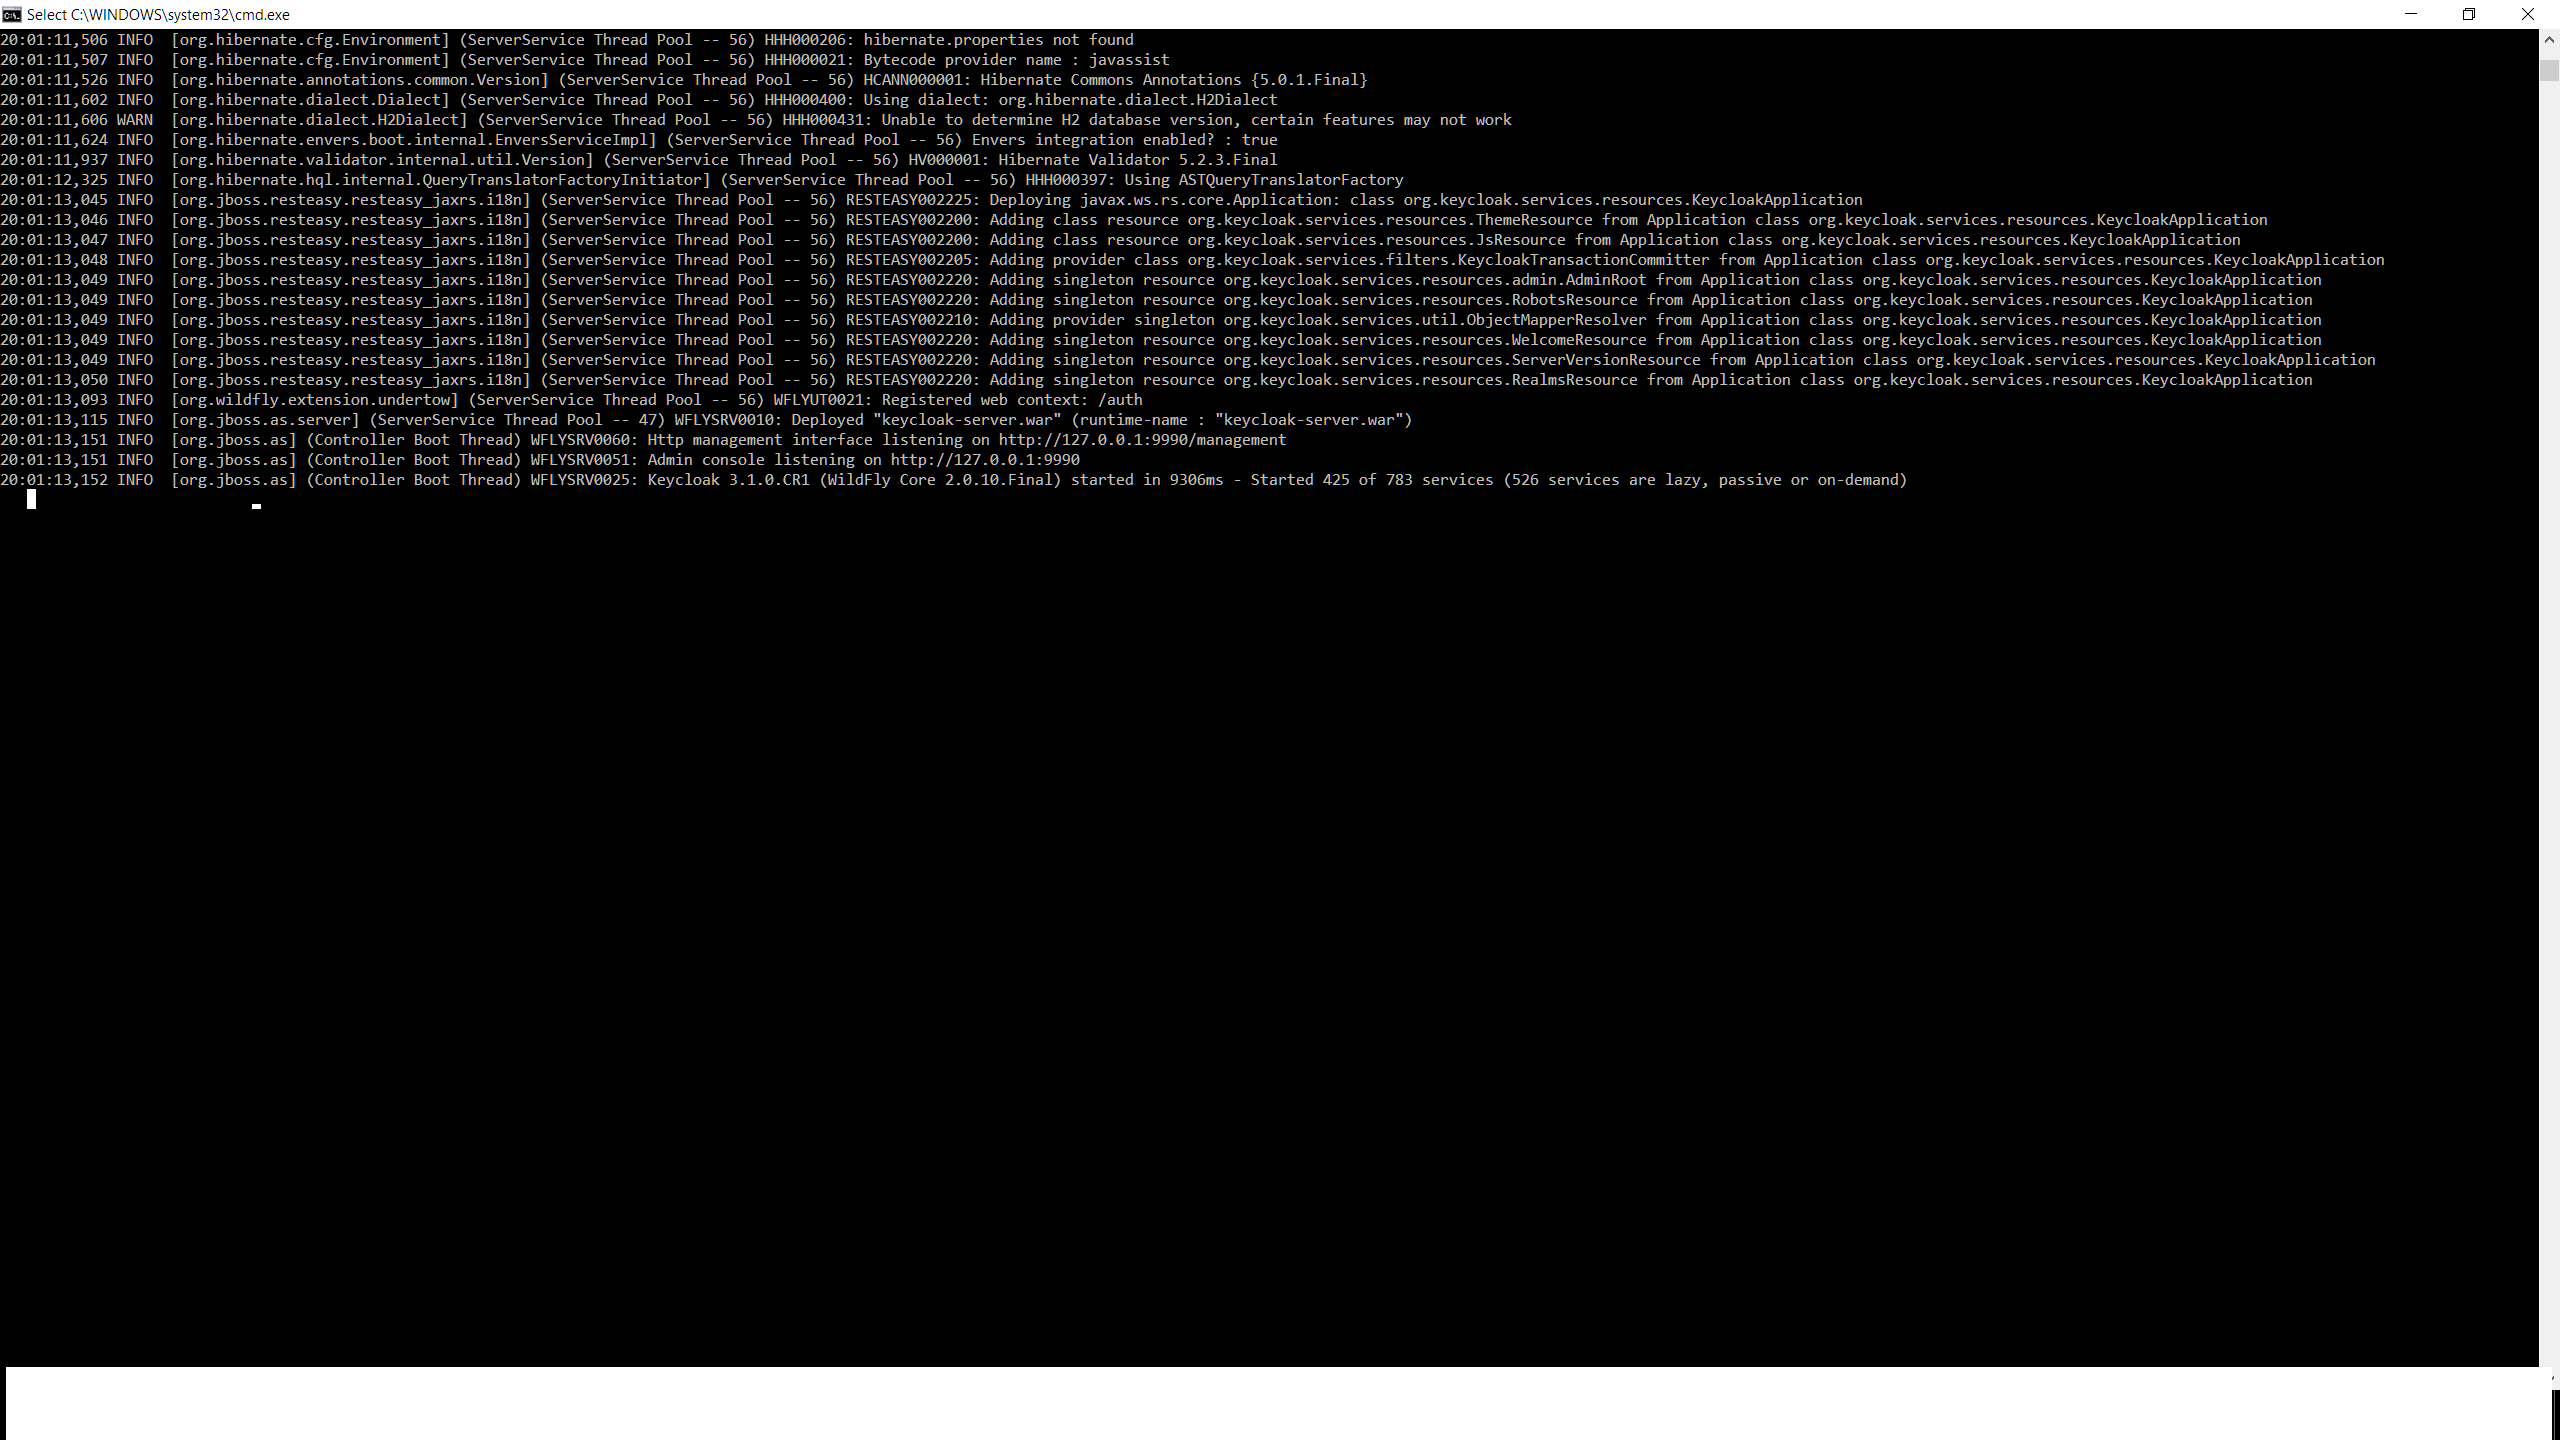 Select C:\WINDOWS\system32\cmd.exe
20:01:11,506 INFO  [org.hibernate.cfg.Environment] (ServerService Thread Pool -- 56) HHH000206: hibernate.properties not found
20:01:11,507 INFO  [org.hibernate.cfg.Environment] (ServerService Thread Pool -- 56) HHH000021: Bytecode provider name : javassist
20:01:11,526 INFO  [org.hibernate.annotations.common.Version] (ServerService Thread Pool -- 56) HCANN000001: Hibernate Commons Annotations {5.0.1.Final}
20:01:11,602 INFO  [org.hibernate.dialect.Dialect] (ServerService Thread Pool -- 56) HHH000400: Using dialect: org.hibernate.dialect.H2Dialect
20:01:11,606 WARN  [org.hibernate.dialect.H2Dialect] (ServerService Thread Pool -- 56) HHH000431: Unable to determine H2 database version, certain features may not work
20:01:11,624 INFO  [org.hibernate.envers.boot.internal.EnversServiceImpl] (ServerService Thread Pool -- 56) Envers integration enabled? : true
20:01:11,937 INFO  [org.hibernate.validator.internal.util.Version] (ServerService Thread Pool -- 56) HV000001: Hibernate Validator 5.2.3.Final
20:01:12,325 INFO  [org.hibernate.hql.internal.QueryTranslatorFactoryInitiator] (ServerService Thread Pool -- 56) HHH000397: Using ASTQueryTranslatorFactory
20:01:13,045 INFO  [org.jboss.resteasy.resteasy_jaxrs.i18n] (ServerService Thread Pool -- 56) RESTEASY002225: Deploying javax.ws.rs.core.Application: class org.keycloak.services.resources.KeycloakApplication
20:01:13,046 INFO  [org.jboss.resteasy.resteasy_jaxrs.i18n] (ServerService Thread Pool -- 56) RESTEASY002200: Adding class resource org.keycloak.services.resources.ThemeResource from Application class org.keycloak.services.resources.KeycloakApplication
20:01:13,047 INFO  [org.jboss.resteasy.resteasy_jaxrs.i18n] (ServerService Thread Pool -- 56) RESTEASY002200: Adding class resource org.keycloak.services.resources.JsResource from Application class org.keycloak.services.resources.KeycloakApplication
20:01:13,048 INFO  [org.jboss.resteasy.resteasy_jaxrs.i18n] (ServerService Thread Pool -- 56) RESTEASY002205: Adding provider class org.keycloak.services.filters.KeycloakTransactionCommitter from Application class org.keycloak.services.resources.KeycloakApplication
20:01:13,049 INFO  [org.jboss.resteasy.resteasy_jaxrs.i18n] (ServerService Thread Pool -- 56) RESTEASY002220: Adding singleton resource org.keycloak.services.resources.admin.AdminRoot from Application class org.keycloak.services.resources.KeycloakApplication
20:01:13,049 INFO  [org.jboss.resteasy.resteasy_jaxrs.i18n] (ServerService Thread Pool -- 56) RESTEASY002220: Adding singleton resource org.keycloak.services.resources.RobotsResource from Application class org.keycloak.services.resources.KeycloakApplication
20:01:13,049 INFO  [org.jboss.resteasy.resteasy_jaxrs.i18n] (ServerService Thread Pool -- 56) RESTEASY002210: Adding provider singleton org.keycloak.services.util.ObjectMapperResolver from Application class org.keycloak.services.resources.KeycloakApplication
20:01:13,049 INFO  [org.jboss.resteasy.resteasy_jaxrs.i18n] (ServerService Thread Pool -- 56) RESTEASY002220: Adding singleton resource org.keycloak.services.resources.WelcomeResource from Application class org.keycloak.services.resources.KeycloakApplication
20:01:13,049 INFO  [org.jboss.resteasy.resteasy_jaxrs.i18n] (ServerService Thread Pool -- 56) RESTEASY002220: Adding singleton resource org.keycloak.services.resources.ServerVersionResource from Application class org.keycloak.services.resources.KeycloakApplication
20:01:13,050 INFO  [org.jboss.resteasy.resteasy_jaxrs.i18n] (ServerService Thread Pool -- 56) RESTEASY002220: Adding singleton resource org.keycloak.services.resources.RealmsResource from Application class org.keycloak.services.resources.KeycloakApplication
20:01:13,093 INFO  [org.wildfly.extension.undertow] (ServerService Thread Pool -- 56) WFLYUT0021: Registered web context: /auth
20:01:13,115 INFO  [org.jboss.as.server] (ServerService Thread Pool -- 47) WFLYSRV0010: Deployed "keycloak-server.war" (runtime-name : "keycloak-server.war")
20:01:13,151 INFO  [org.jboss.as] (Controller Boot Thread) WFLYSRV0060: Http management interface listening on http://127.0.0.1:9990/management
20:01:13,151 INFO  [org.jboss.as] (Controller Boot Thread) WFLYSRV0051: Admin console listening on http://127.0.0.1:9990
20:01:13,152 INFO  [org.jboss.as] (Controller Boot Thread) WFLYSRV0025: Keycloak 3.1.0.CR1 (WildFly Core 2.0.10.Final) started in 9306ms - Started 425 of 783 services (526 services are lazy, passive or on-demand)